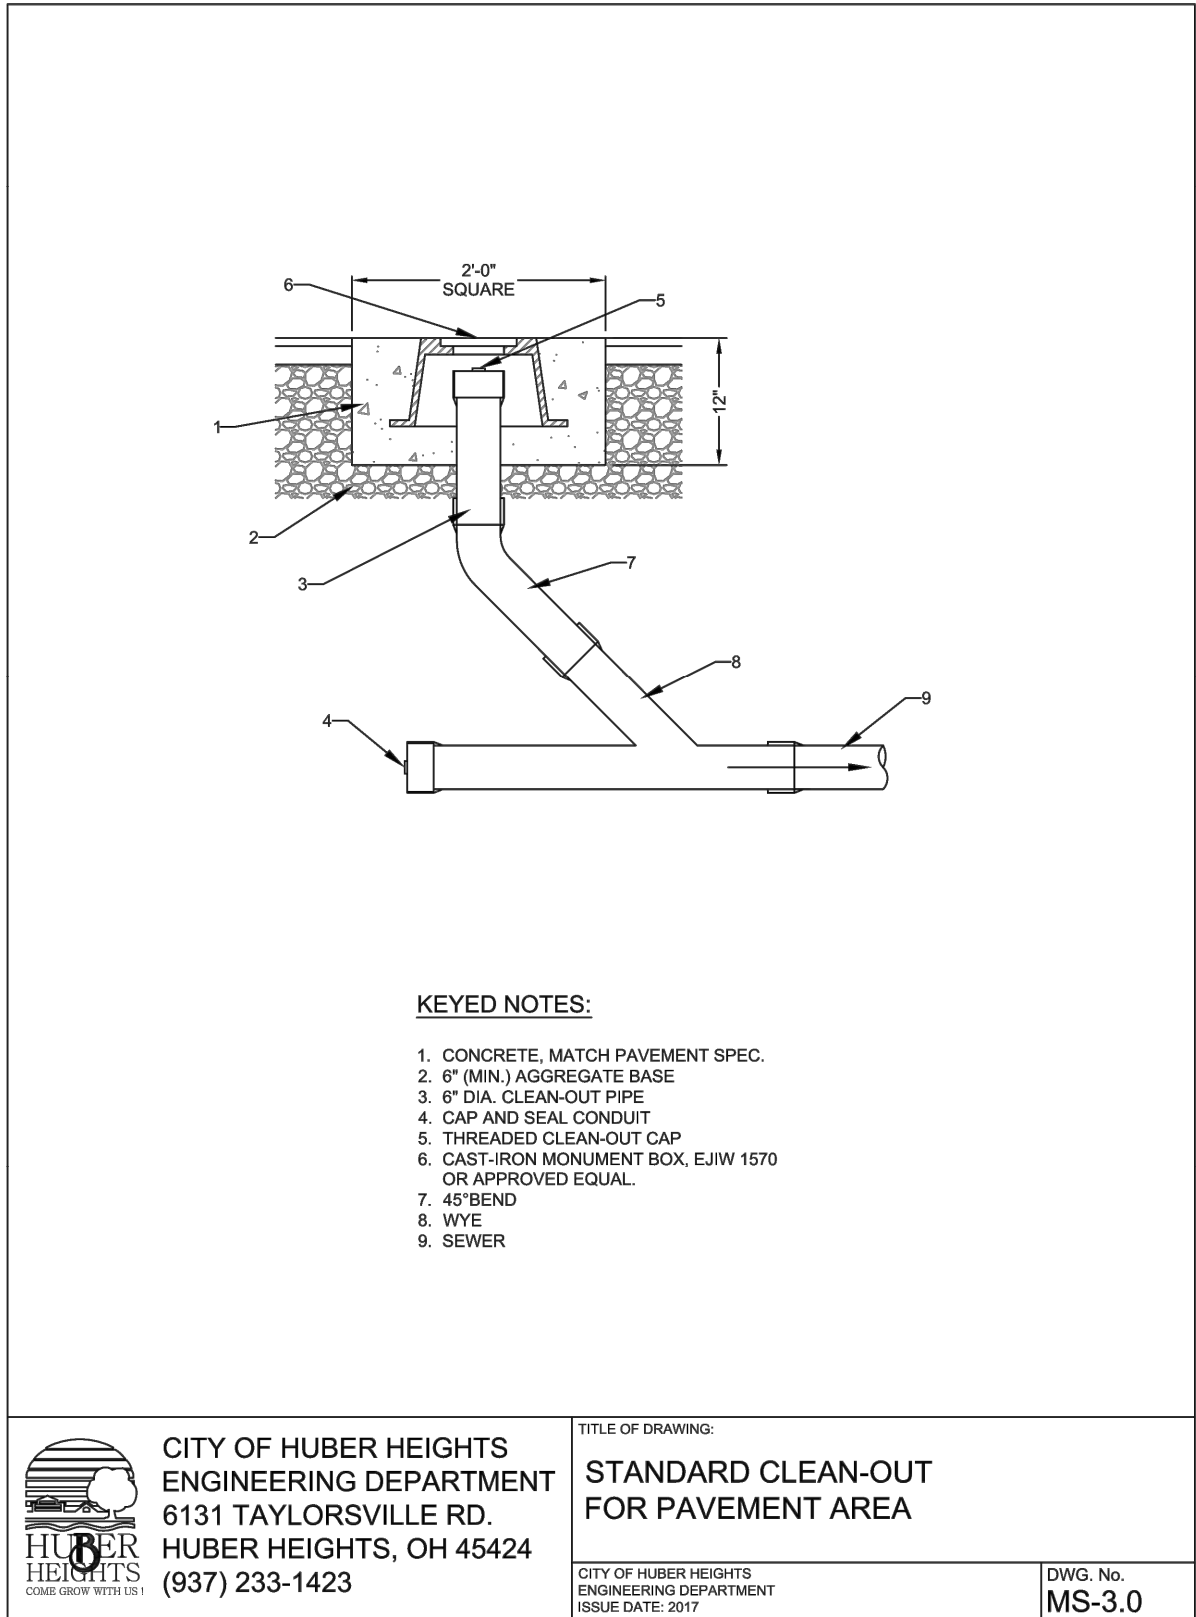 2'-0"
SQUARE
6
5
12"
1
2
3
7
8
9
4
KEYED NOTES:
1. CONCRETE, MATCH PAVEMENT SPEC.
2. 6" (MIN.) AGGREGATE BASE
3. 6" DIA. CLEAN-OUT PIPE
4. CAP AND SEAL CONDUIT
5. THREADED CLEAN-OUT CAP
6. CAST-IRON MONUMENT BOX, EJIW 1570
OR APPROVED EQUAL.
7. 45°BEND
8. WYE
9. SEWER
HUBER
HEIGHTS
COME GROW WITH US !
CITY OF HUBER HEIGHTS
ENGINEERING DEPARTMENT
6131 TAYLORSVILLE RD.
HUBER HEIGHTS, OH 45424
(937) 233-1423
TITLE OF DRAWING:
STANDARD CLEAN-OUT
FOR PAVEMENT AREA
CITY OF HUBER HEIGHTS
ENGINEERING DEPARTMENT
ISSUE DATE: 2017
DWG. No.
MS-3.0